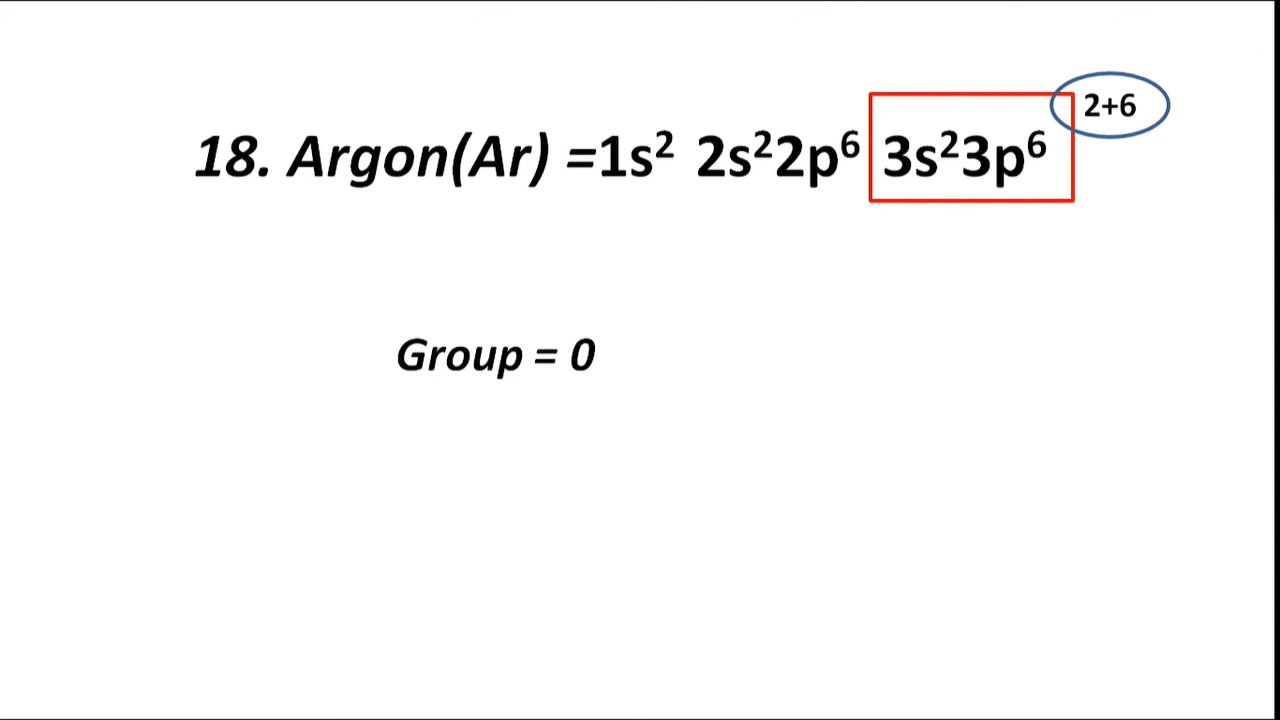 2+6
18. Argon(Ar) =1s² 2s²2p⁶ 3s²3p⁶
Group = 0